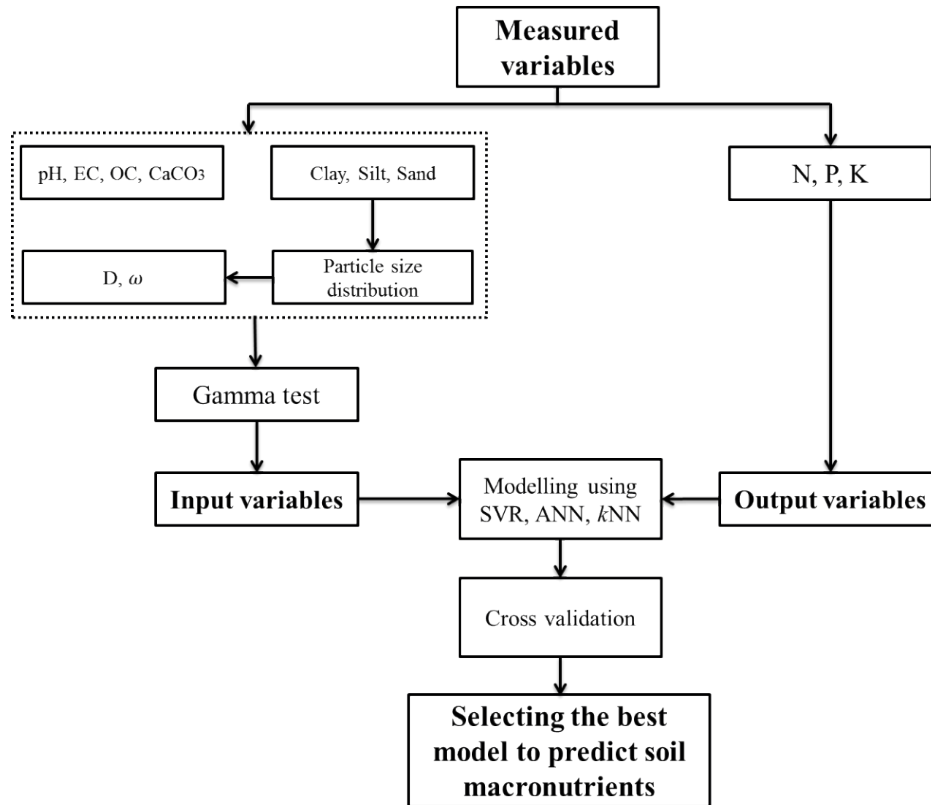 Measured
variables
pH, EC, OC, CaCO3
Clay, Silt, Sand
N, P, K
D, ω
Particle size
distribution
Gamma test
Input variables
Modelling using
SVR, ANN, kNN
Output variables
Cross validation
Selecting the best
model to predict soil
macronutrients